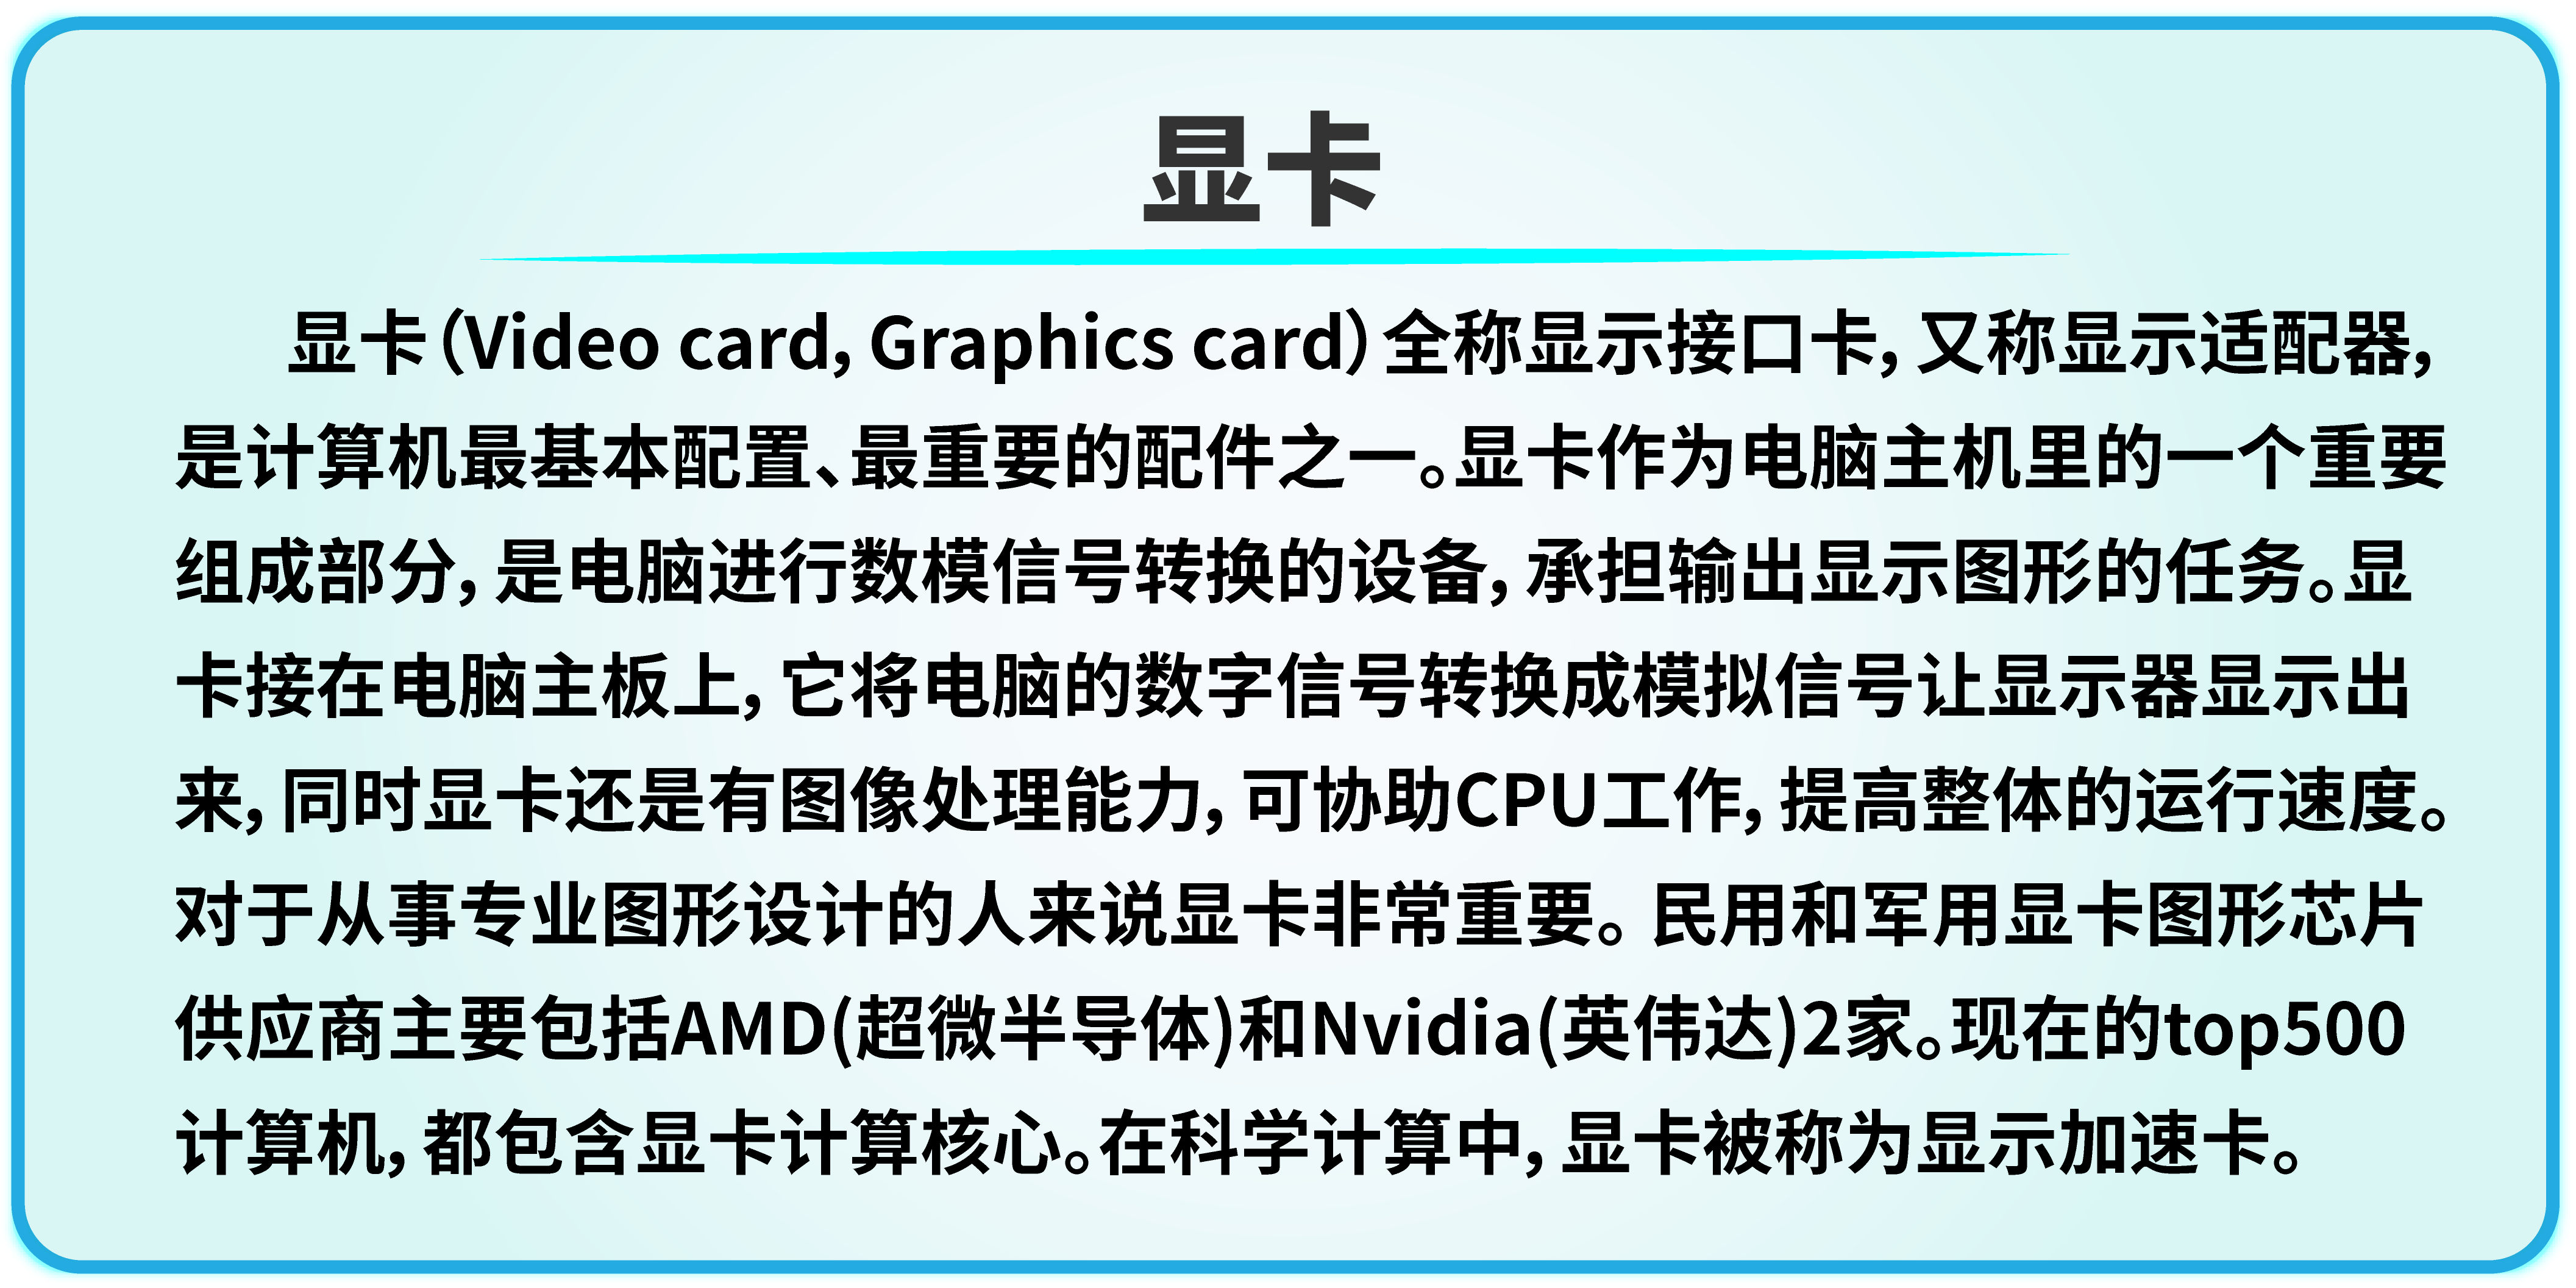 显卡
显卡（Video card，Graphics card）全称显示接口卡，又称显示适配器，
是计算机最基本配置、最重要的配件之一。显卡作为电脑主机里的一个重要
组成部分，是电脑进行数模信号转换的设备，承担输出显示图形的任务。显
卡接在电脑主板上，它将电脑的数字信号转换成模拟信号让显示器显示出
来，同时显卡还是有图像处理能力，可协助CPU工作，提高整体的运行速度。
对于从事专业图形设计的人来说显卡非常重要。 民用和军用显卡图形芯片
供应商主要包括AMD(超微半导体)和Nvidia(英伟达)2家。现在的top500
计算机，都包含显卡计算核心。在科学计算中，显卡被称为显示加速卡。